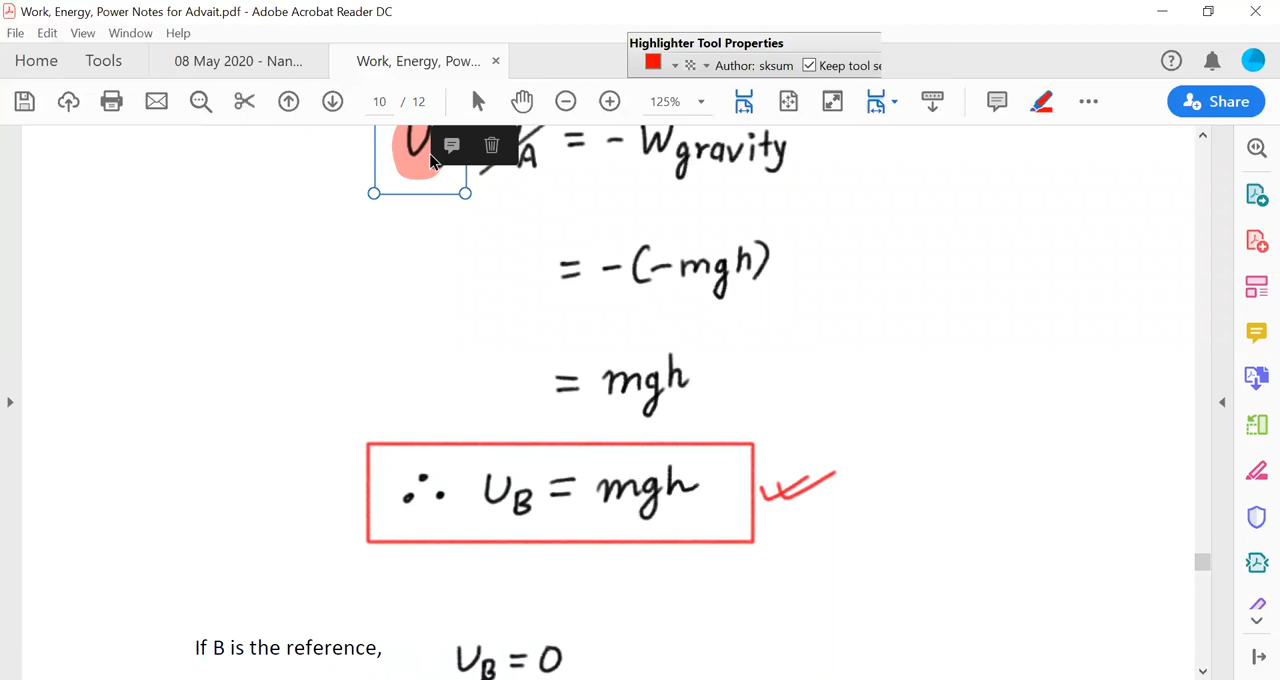 Work, Energy, Power Notes for Advait.pdf - Adobe Acrobat Reader DC
File Edit View Window Help
Highlighter Tool Properties
Author: sksum Keep tool se
Home Tools 08 May 2020 - Nan... Work, Energy, Pow... ×
10 / 12 125% Share
U A = - Wgravity
= -(-mgh)
= mgh
∴ UB = mgh
If B is the reference,
UB = 0